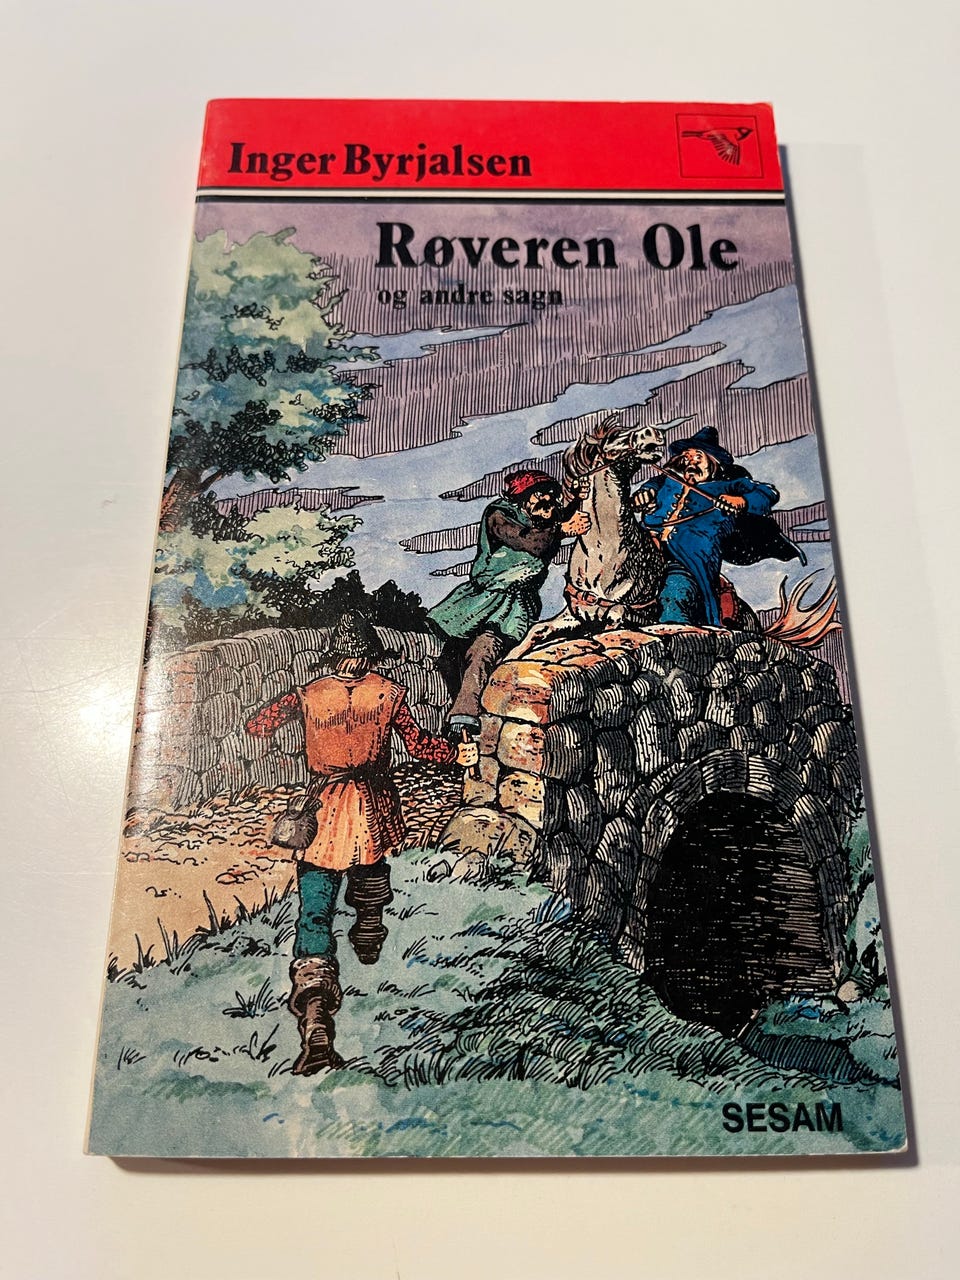 Inger Byrjalsen
Røveren Ole
og andre sagn
SESAM